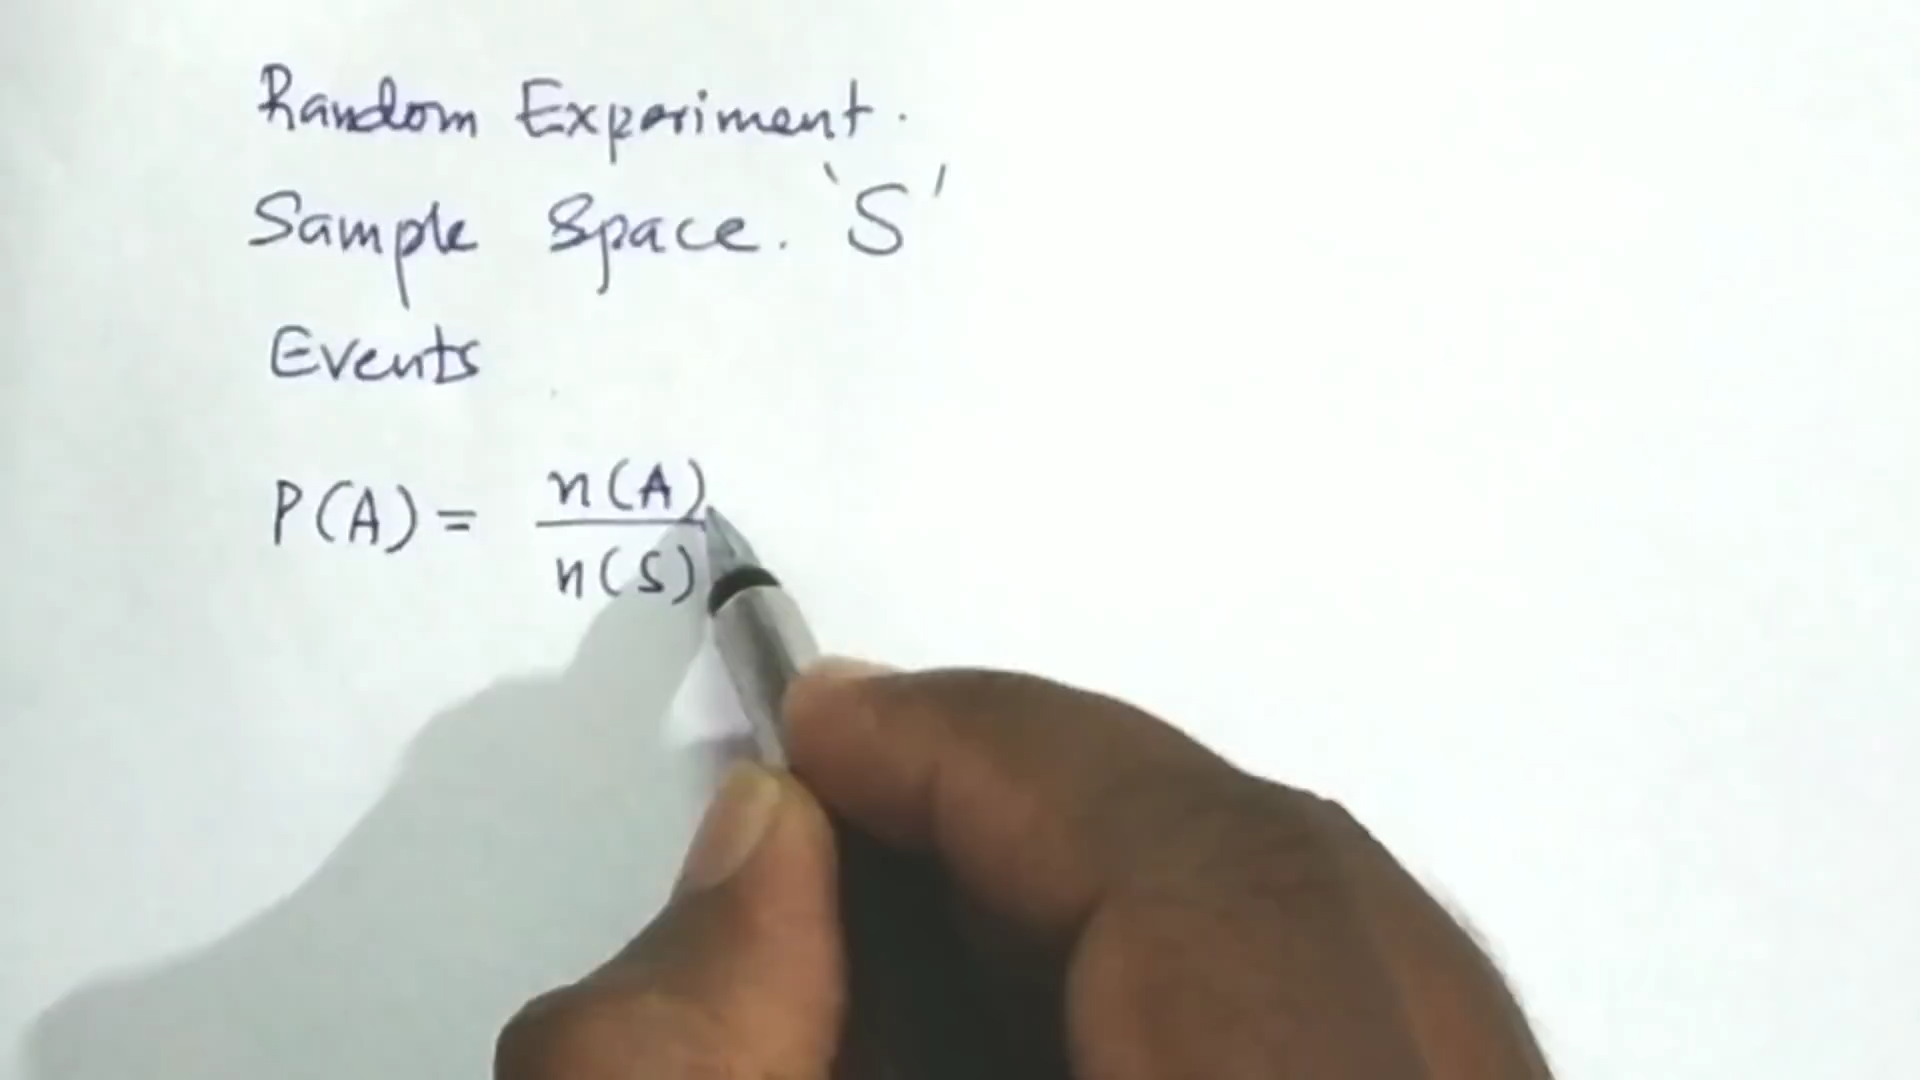 Random Experiment.
Sample Space. 'S'
Events
P(A) = n(A) / n(S)